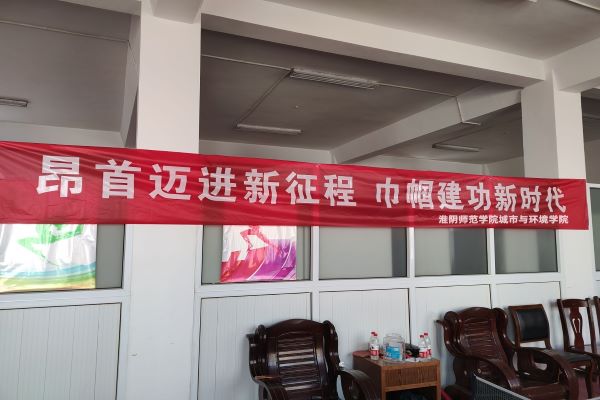 昂首迈进新征程 巾帼建功新时代
淮阴师范学院城市与环境学院